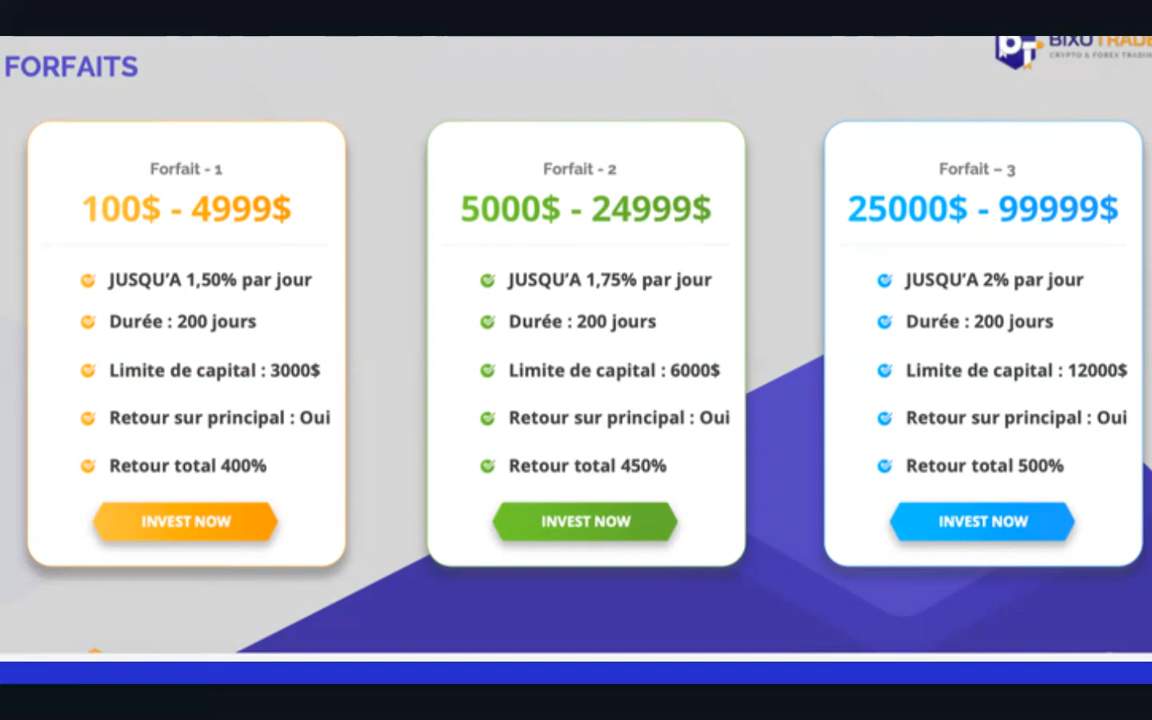 FORFAITS
BIXOTRADE
CRYPTO & FOREX TRADIN
Forfait - 1
100$ - 4999$
JUSQU'A 1,50% par jour
Durée : 200 jours
Limite de capital : 3000$
Retour sur principal : Oui
Retour total 400%
INVEST NOW
Forfait - 2
5000$ - 24999$
JUSQU'A 1,75% par jour
Durée : 200 jours
Limite de capital : 6000$
Retour sur principal : Oui
Retour total 450%
INVEST NOW
Forfait – 3
25000$ - 99999$
JUSQU'A 2% par jour
Durée : 200 jours
Limite de capital : 12000$
Retour sur principal : Oui
Retour total 500%
INVEST NOW